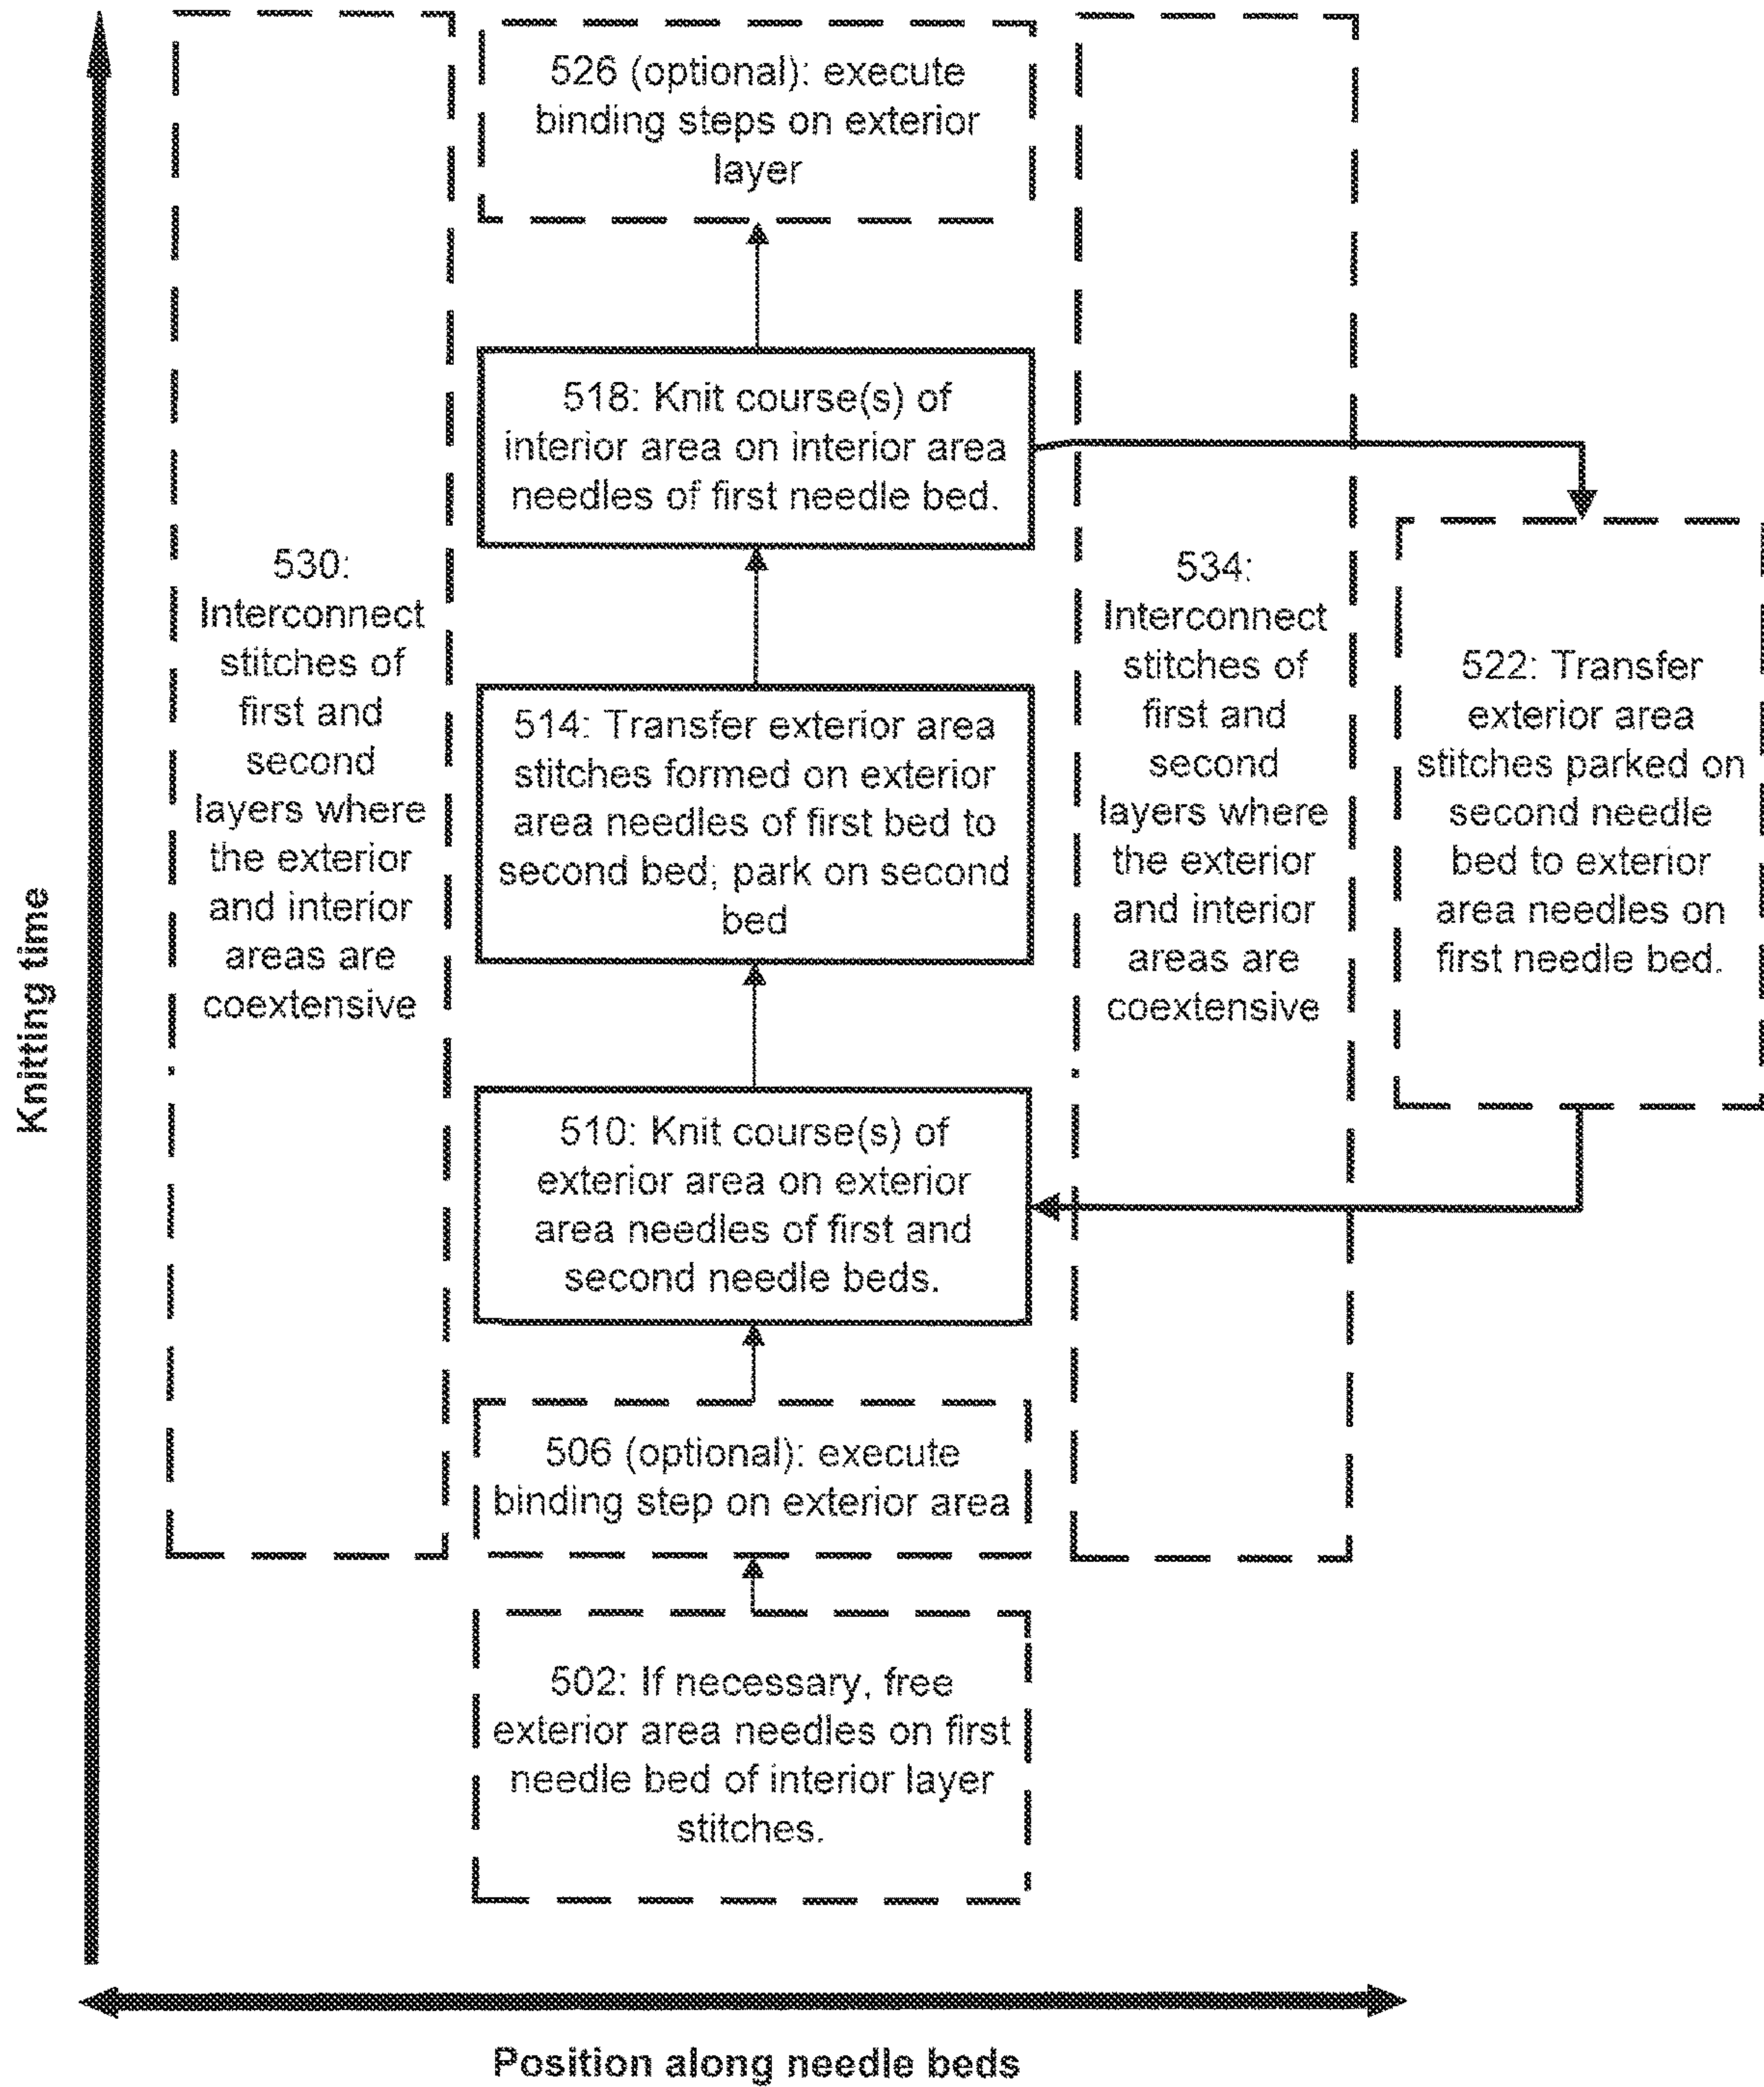 526 (optional): execute
binding steps on exterior
layer
518: Knit course(s) of
interior area on interior area
needles of first needle bed.
530:
Interconnect
stitches of
first and
second
layers where
the exterior
and interior
areas are
coextensive
514: Transfer exterior area
stitches formed on exterior
area needles of first bed to
second bed; park on second
bed
534:
Interconnect
stitches of
first and
second
layers where
the exterior
and interior
areas are
coextensive
522: Transfer
exterior area
stitches parked on
second needle
bed to exterior
area needles on
first needle bed.
510: Knit course(s) of
exterior area on exterior
area needles of first and
second needle beds.
506 (optional): execute
binding step on exterior area
502: If necessary, free
exterior area needles on first
needle bed of interior layer
stitches.
Knitting time
Position along needle beds